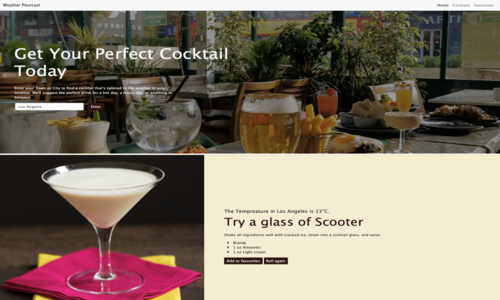 Weather Pourcast
Home Cocktails Favourites
Get Your Perfect Cocktail
Today
Enter your Town or City to find a cocktail that's tailored to the weather in your
location. We'll suggest the perfect drink for a hot day, a frosty day, or anything in
between.
Los Angeles Enter
The Tempreature in Los Angeles is 13°C.
Try a glass of Scooter
Shake all ingredients well with cracked ice, strain into a cocktail glass, and serve.
Brandy
1 oz Amaretto
1 oz Light cream
Add to favourites Roll again